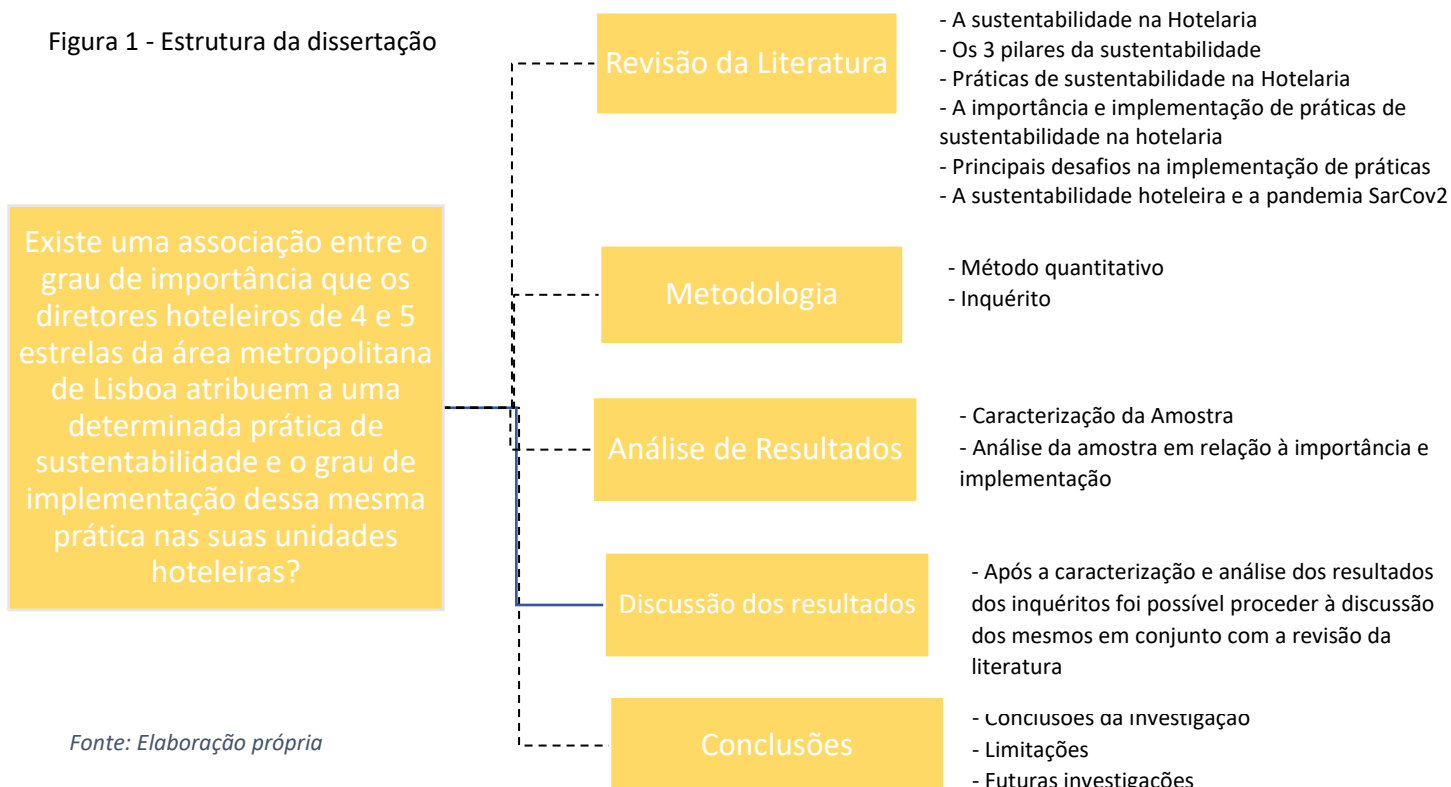 Figura 1 - Estrutura da dissertação
Existe uma associação entre o
grau de importância que os
diretores hoteleiros de 4 e 5
estrelas da área metropolitana
de Lisboa atribuem a uma
determinada prática de
sustentabilidade e o grau de
implementação dessa mesma
prática nas suas unidades
hoteleiras?
Revisão da Literatura
- A sustentabilidade na Hotelaria
- Os 3 pilares da sustentabilidade
- Práticas de sustentabilidade na Hotelaria
- A importância e implementação de práticas de
sustentabilidade na hotelaria
- Principais desafios na implementação de práticas
- A sustentabilidade hoteleira e a pandemia SarCov2
Metodologia
- Método quantitativo
- Inquérito
Análise de Resultados
- Caracterização da Amostra
- Análise da amostra em relação à importância e
implementação
Discussão dos resultados
- Após a caracterização e análise dos resultados
dos inquéritos foi possível proceder à discussão
dos mesmos em conjunto com a revisão da
literatura
Conclusões
- Conclusões da investigação
- Limitações
- Futuras investigações
Fonte: Elaboração própria